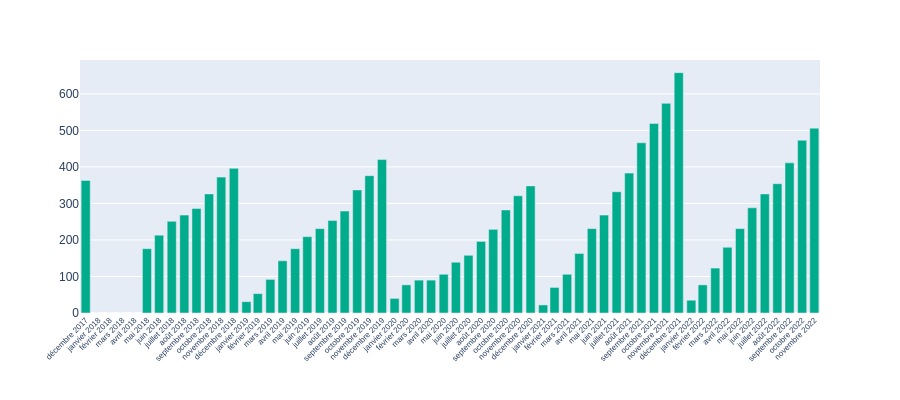 600
500
400
300
200
100
0
décembre 2017
janvier 2018
février 2018
mars 2018
avril 2018
mai 2018
juin 2018
juillet 2018
août 2018
septembre 2018
octobre 2018
novembre 2018
décembre 2018
janvier 2019
février 2019
mars 2019
avril 2019
mai 2019
juin 2019
juillet 2019
août 2019
septembre 2019
octobre 2019
novembre 2019
décembre 2019
janvier 2020
février 2020
mars 2020
avril 2020
mai 2020
juin 2020
juillet 2020
août 2020
septembre 2020
octobre 2020
novembre 2020
décembre 2020
janvier 2021
février 2021
mars 2021
avril 2021
mai 2021
juin 2021
juillet 2021
août 2021
septembre 2021
octobre 2021
novembre 2021
décembre 2021
janvier 2022
février 2022
mars 2022
avril 2022
mai 2022
juin 2022
juillet 2022
août 2022
septembre 2022
octobre 2022
novembre 2022